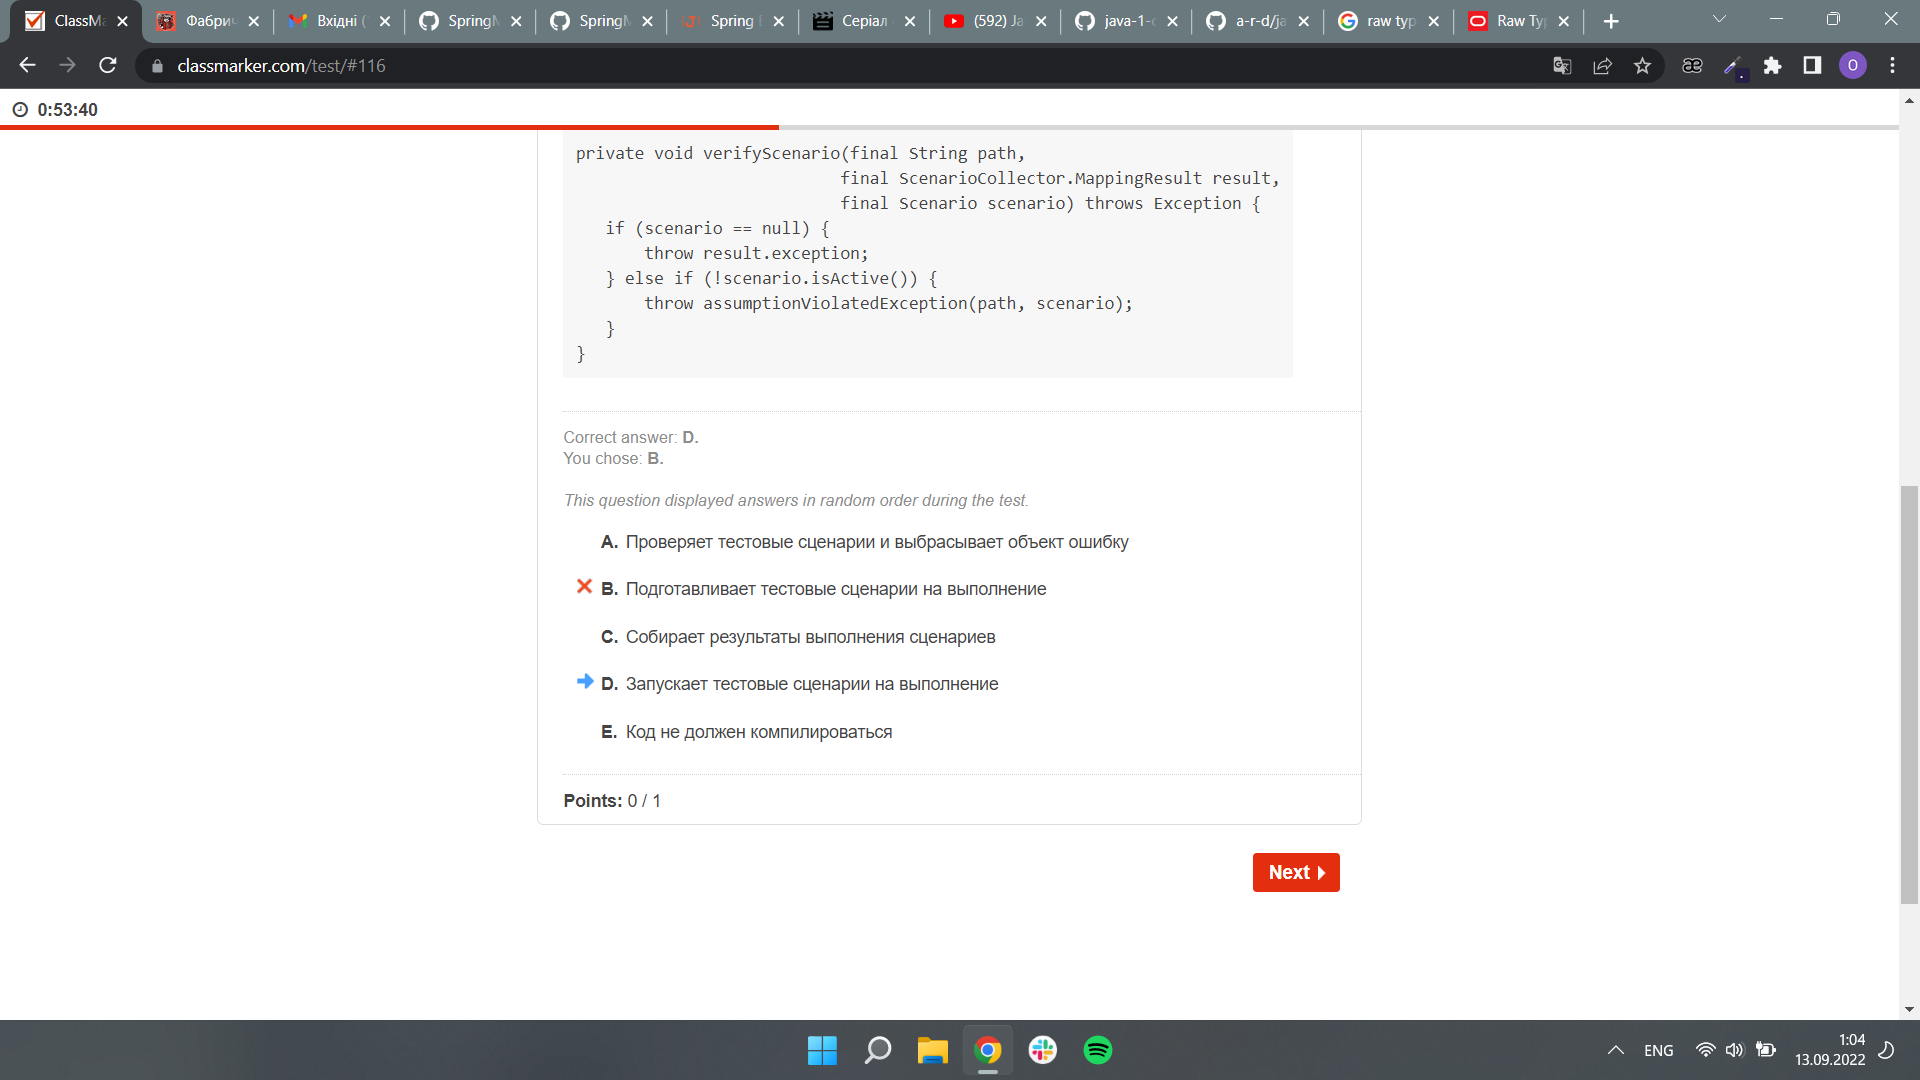 ClassMa
Фабрич
Вхідні (
SpringM
SpringM
Spring
Серіал
(592) Ja
java-1-
a-r-d/ja
raw typ
Raw Ty
classmarker.com/test/#116
O
0:53:40
private void verifyScenario(final String path,
final ScenarioCollector.MappingResult result,
final Scenario scenario) throws Exception {
if (scenario == null) {
throw result.exception;
} else if (!scenario.isActive()) {
throw assumptionViolatedException(path, scenario);
}
}
Correct answer: D.
You chose: B.
This question displayed answers in random order during the test.
A. Проверяет тестовые сценарии и выбрасывает объект ошибку
B. Подготавливает тестовые сценарии на выполнение
C. Собирает результаты выполнения сценариев
D. Запускает тестовые сценарии на выполнение
E. Код не должен компилироваться
Points: 0 / 1
Next
ENG
1:04
13.09.2022